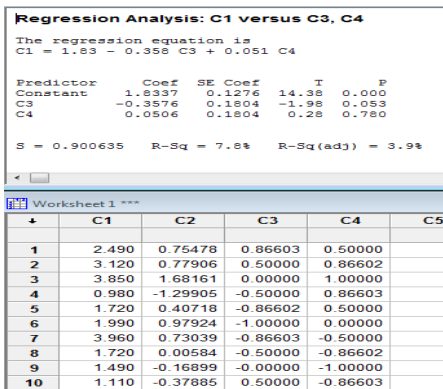 Regression Analysis: C1 versus C3, C4
The regression equation is
C1 = 1.83 - 0.358 C3 + 0.051 C4
Predictor Coef SE Coef T P
Constant 1.8337 0.1276 14.38 0.000
C3 -0.3576 0.1804 -1.98 0.053
C4 0.0506 0.1804 0.28 0.780
S = 0.900635 R-Sq = 7.8% R-Sq(adj) = 3.9%
Worksheet 1 ***
↓ C1 C2 C3 C4 C5
1 2.490 0.75478 0.86603 0.50000
2 3.120 0.77906 0.50000 0.86602
3 3.850 1.68161 0.00000 1.00000
4 0.980 -1.29905 -0.50000 0.86603
5 1.720 0.40718 -0.86602 0.50000
6 1.990 0.97924 -1.00000 0.00000
7 3.960 0.73039 -0.86603 -0.50000
8 1.720 0.00584 -0.50000 -0.86602
9 1.490 -0.16899 -0.00000 -1.00000
10 1.110 -0.37885 0.50000 -0.86603